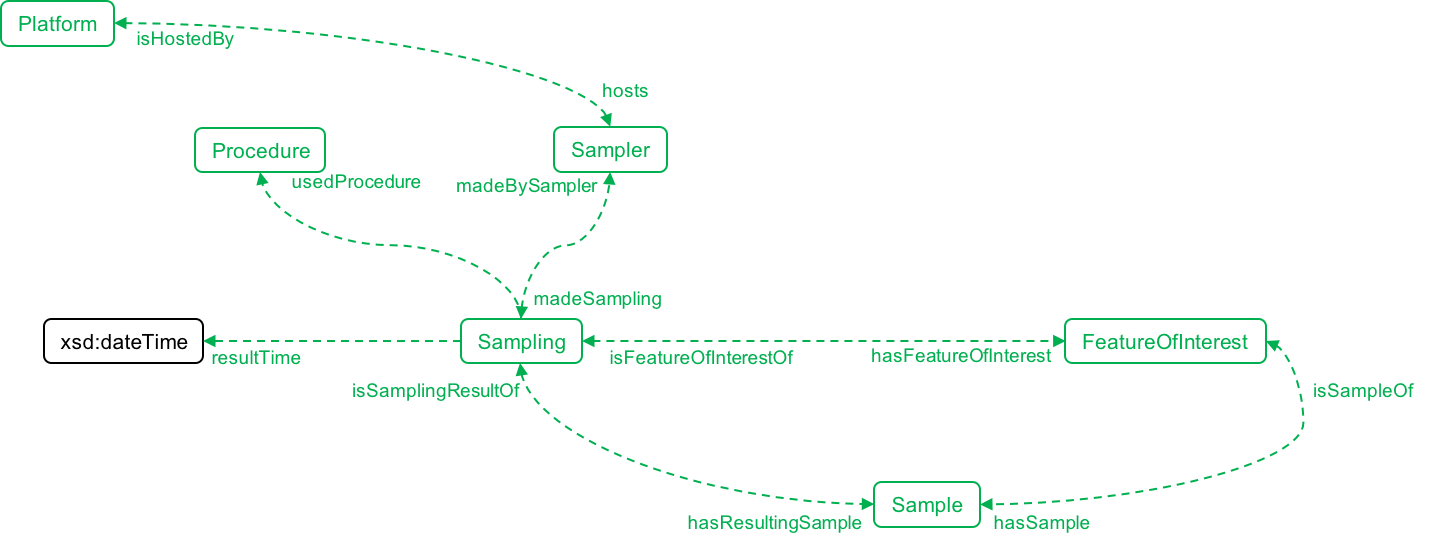 Platform
isHostedBy
hosts
Procedure
Sampler
usedProcedure
madeBySampler
madeSampling
xsd:dateTime
Sampling
FeatureOfInterest
resultTime
isFeatureOfInterestOf
hasFeatureOfInterest
isSamplingResultOf
isSampleOf
Sample
hasResultingSample
hasSample